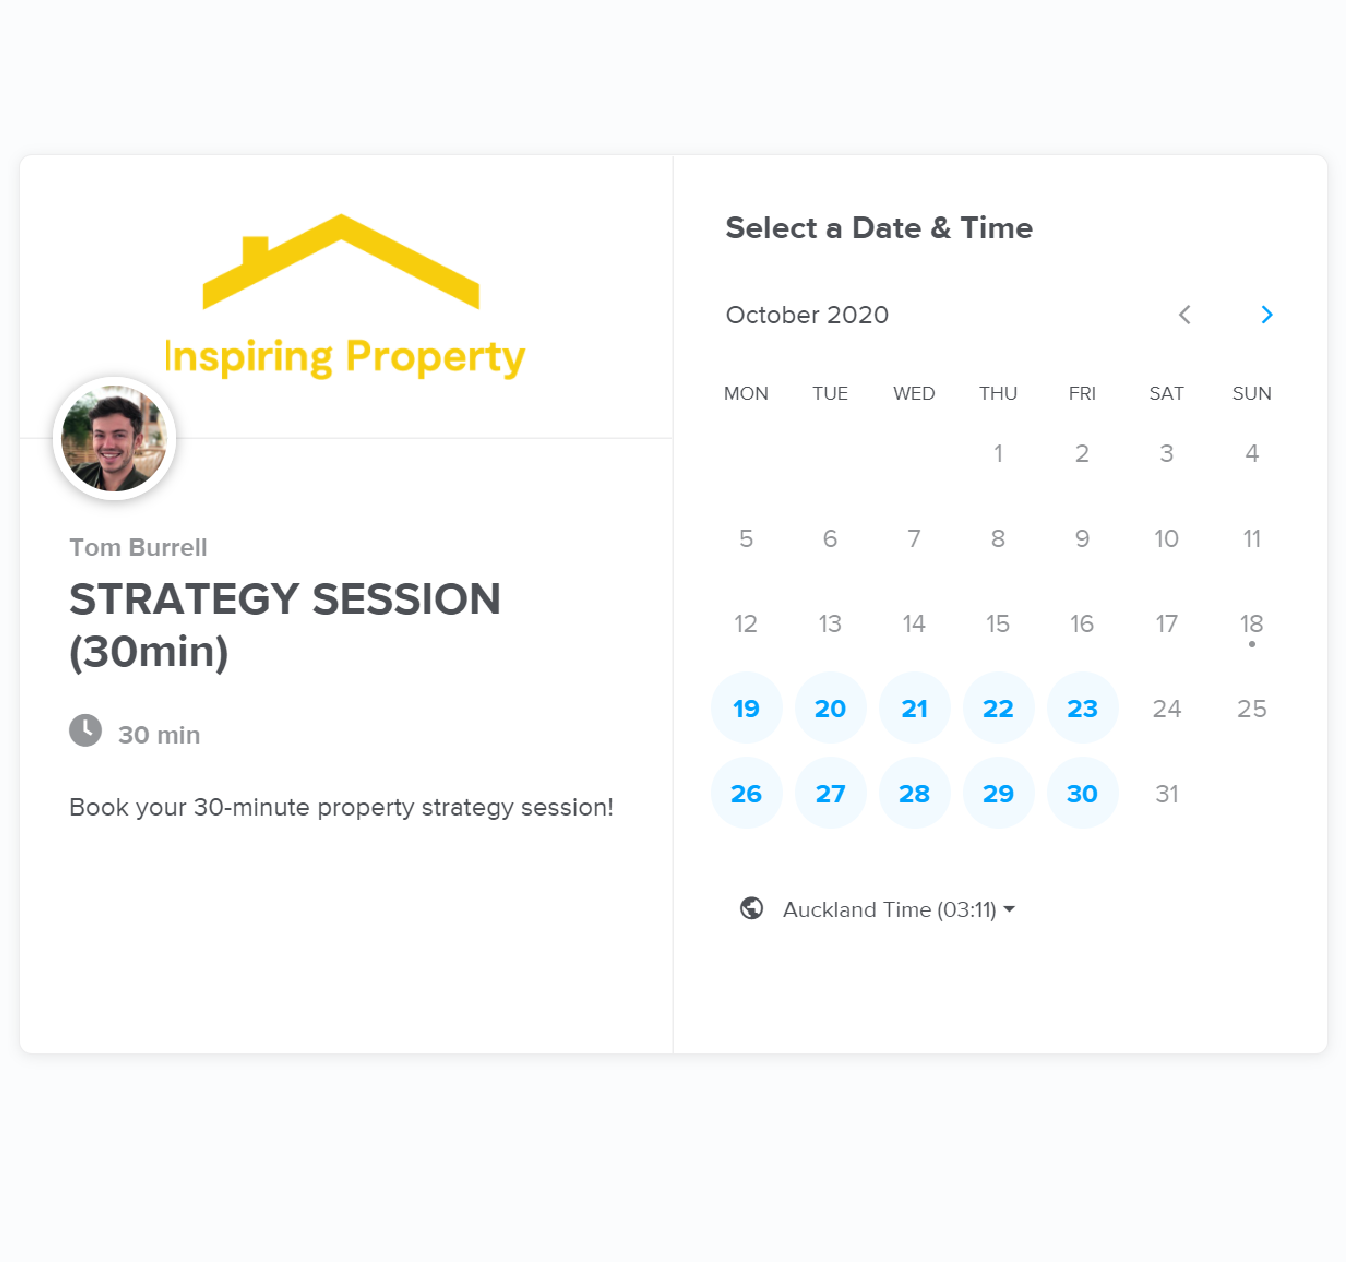 Inspiring Property
Tom Burrell
STRATEGY SESSION
(30min)
30 min
Book your 30-minute property strategy session!
Select a Date & Time
October 2020
MON TUE WED THU FRI SAT SUN
1 2 3 4
5 6 7 8 9 10 11
12 13 14 15 16 17 18
19 20 21 22 23 24 25
26 27 28 29 30 31
Auckland Time (03:11)